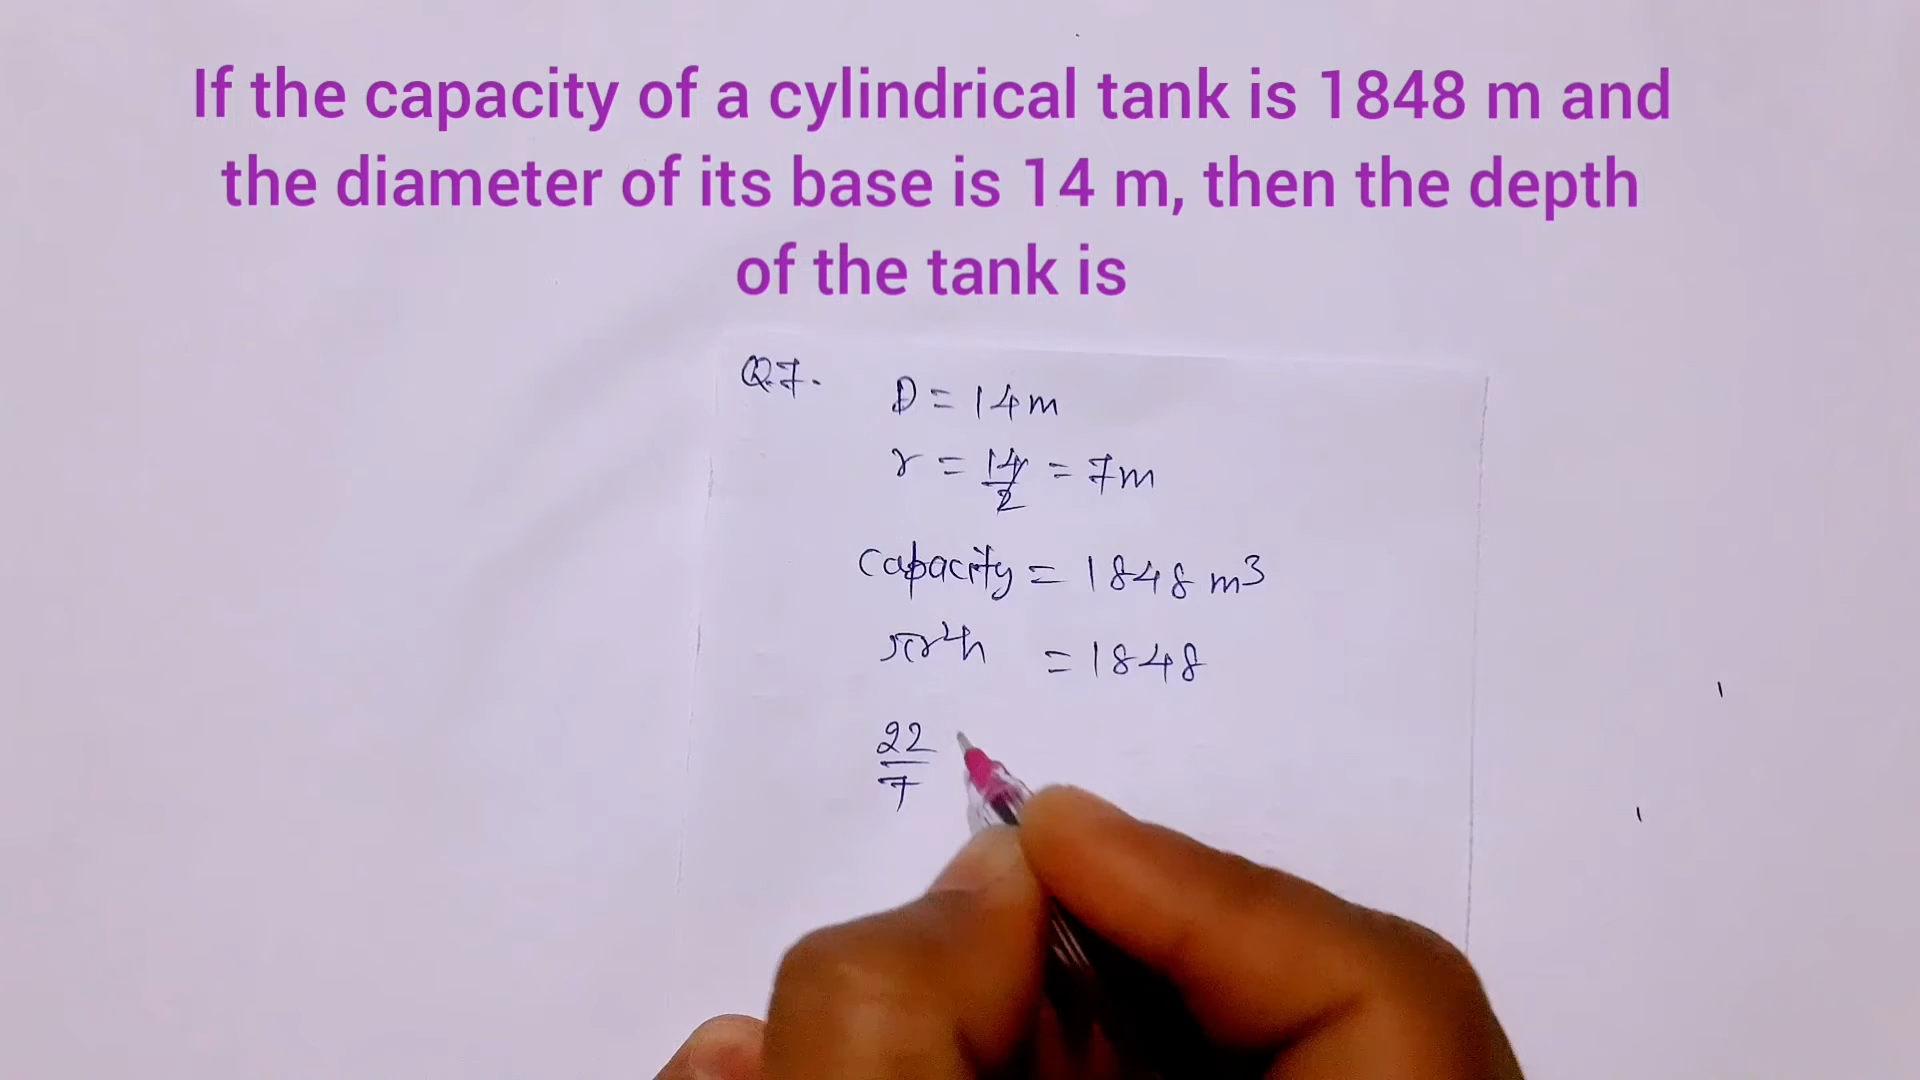 If the capacity of a cylindrical tank is 1848 m and
the diameter of its base is 14 m, then the depth
of the tank is
Q7.
D = 14m
r = 14/2 = 7m
capacity = 1848 m³
πr²h = 1848
22/7